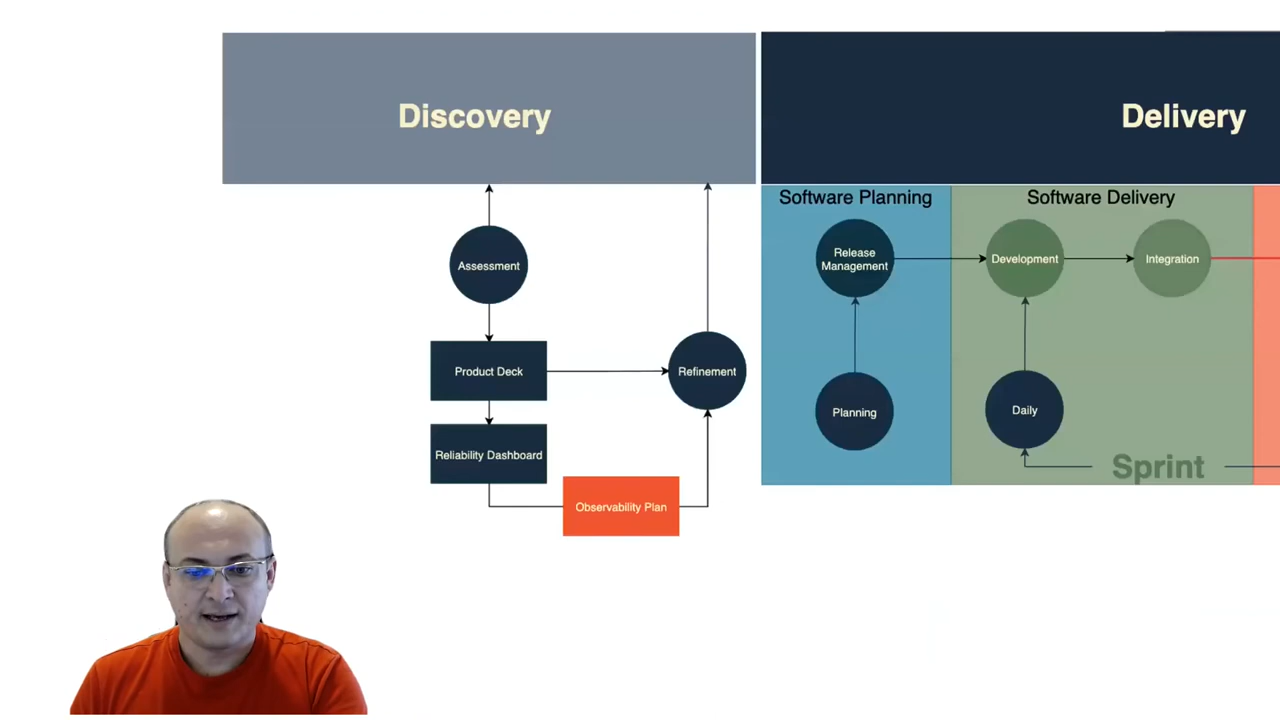 Discovery
Delivery
Software Planning
Software Delivery
Assessment
Release
Management
Development
Integration
Product Deck
Refinement
Planning
Daily
Reliability Dashboard
Sprint
Observability Plan